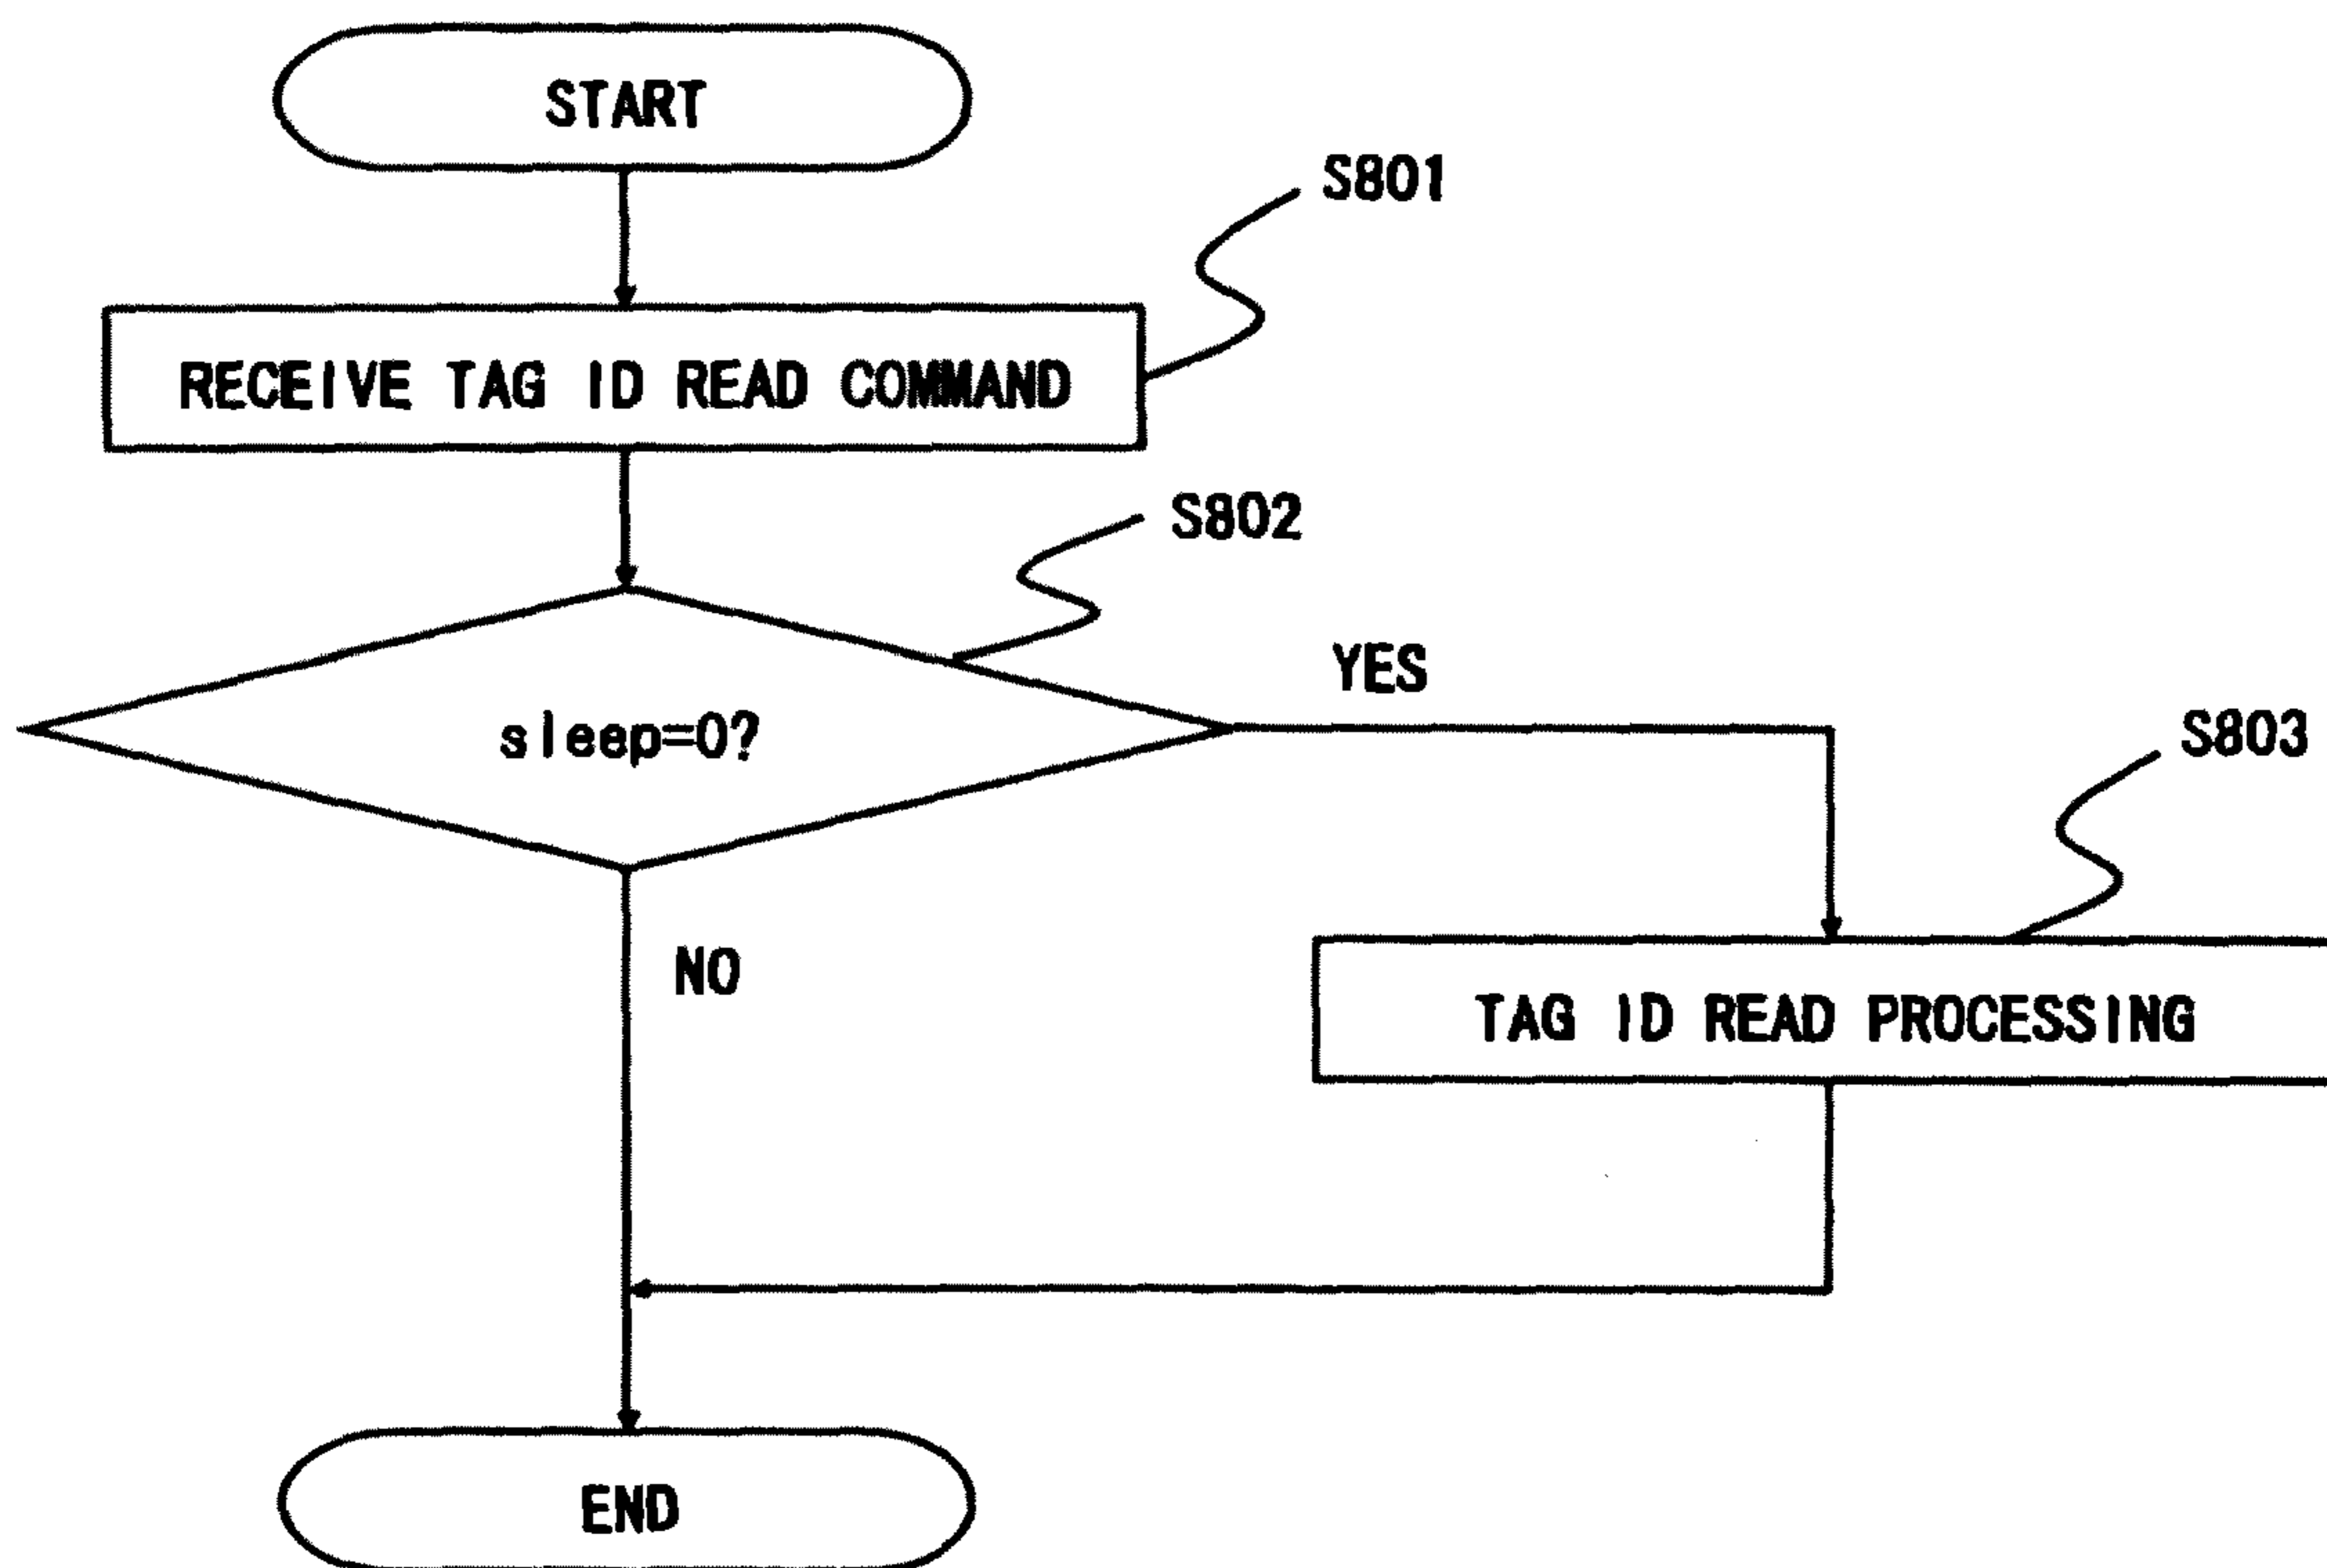 START
S801
RECEIVE TAG ID READ COMMAND
S802
YES
sleep=0?
S803
NO
TAG ID READ PROCESSING
END